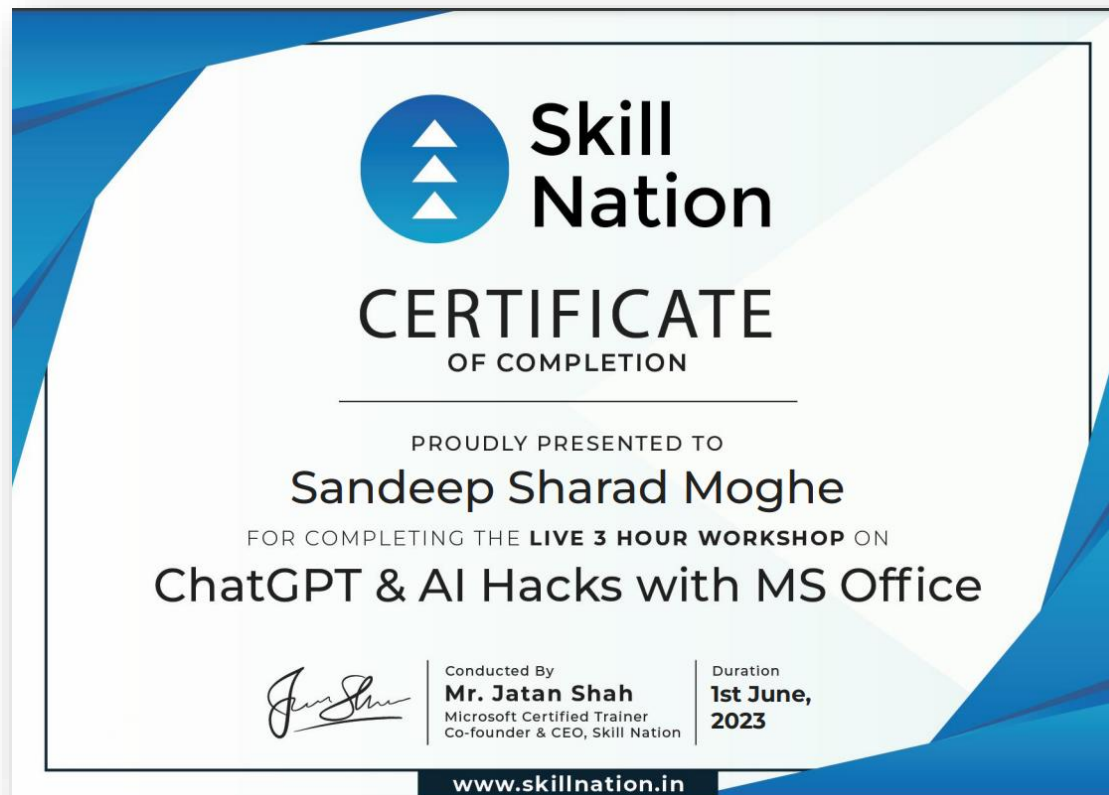 Skill
Nation
CERTIFICATE
OF COMPLETION
PROUDLY PRESENTED TO
Sandeep Sharad Moghe
FOR COMPLETING THE LIVE 3 HOUR WORKSHOP ON
ChatGPT & AI Hacks with MS Office
Conducted By
Mr. Jatan Shah
Microsoft Certified Trainer
Co-founder & CEO, Skill Nation
Duration
1st June,
2023
www.skillnation.in